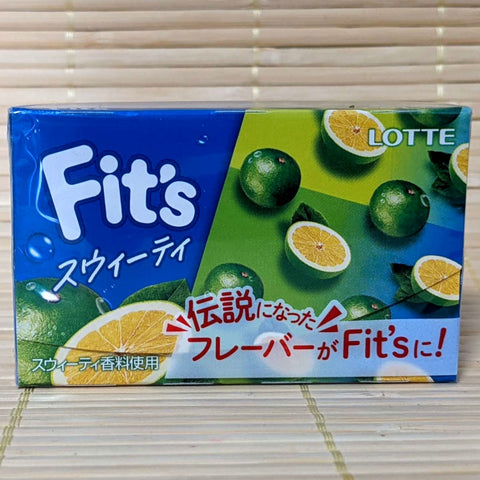 LOTTE
Fit's
スウィーティ
伝説になった
フレーバーがFit'sに!
スウィーティ香料使用